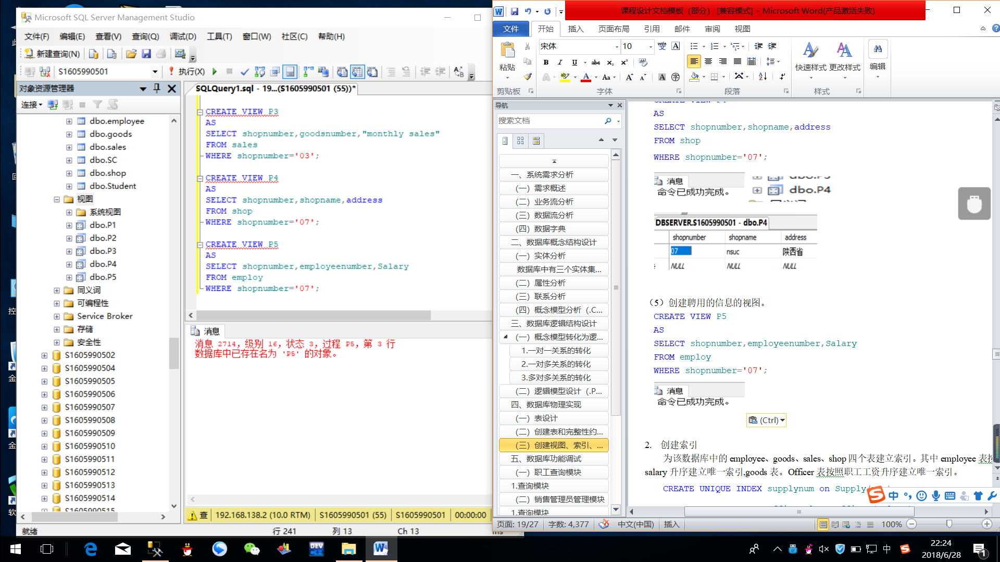 Microsoft SQL Server Management Studio
文件(F) 编辑(E) 查看(V) 查询(Q) 调试(D) 工具(T) 窗口(W) 社区(C) 帮助(H)
新建查询(N)
S1605990501 执行(X)
对象资源管理器
连接
dbo.employee
dbo.goods
dbo.sales
dbo.SC
dbo.shop
dbo.Student
视图
系统视图
dbo.P1
dbo.P2
dbo.P3
dbo.P4
dbo.P5
同义词
可编程性
Service Broker
存储
安全性
S1605990502
S1605990504
S1605990505
S1605990506
S1605990507
S1605990508
S1605990509
S1605990510
S1605990511
S1605990512
S1605990513
S1605990514
S1605990515
SQLQuery1.sql - 19...(S1605990501 (55))*
CREATE VIEW P3
AS
SELECT shopnumber,goodsnumber,"monthly sales"
FROM sales
WHERE shopnumber='03';
CREATE VIEW P4
AS
SELECT shopnumber,shopname,address
FROM shop
WHERE shopnumber='07';
CREATE VIEW P5
AS
SELECT shopnumber,employeenumber,Salary
FROM employ
WHERE shopnumber='07';
消息
消息 2714，级别 16，状态 3，过程 P5，第 3 行
数据库中已存在名为 'P5' 的对象。
查 192.168.138.2 (10.0 RTM) S1605990501 (55) S1605990501 00:00:00
就绪 行 241 列 13 Ch 13
课程设计文档模板（部分） [兼容模式] - Microsoft Word(产品激活失败)
文件 开始 插入 页面布局 引用 邮件 审阅 视图
粘贴
宋体 10
快速样式 更改样式 编辑
剪贴板 字体 段落 样式
导航
搜索文档
一、系统需求分析
（一）需求概述
（二）业务流分析
（三）数据流分析
（四）数据字典
二、数据库概念结构设计
（一）实体分析
数据库中有三个实体集...
（二）属性分析
（三）联系分析
（四）概念模型分析（.C...
三、数据库逻辑结构设计
（一）概念模型转化为逻...
1.一对一关系的转化
2.一对多关系的转化
3.多对多关系的转化
（二）逻辑模型设计（.P...
四、数据库物理实现
（一）表设计
（二）创建表和完整性约...
（三）创建视图、索引、...
五、数据库功能调试
（一）职工查询模块
1.查询模块
（二）销售管理员管理模块
1.查询模块
AS
SELECT shopnumber,shopname,address
FROM shop
WHERE shopnumber='07';
消息
命令已成功完成。
dbo.P4
DBSERVER.S1605990501 - dbo.P4
shopnumber shopname address
07 nsuc 陕西省
NULL NULL NULL
（5）创建聘用的信息的视图。
CREATE VIEW P5
AS
SELECT shopnumber,employeenumber,Salary
FROM employ
WHERE shopnumber='07';
消息
命令已成功完成。
(Ctrl)
2. 创建索引
为该数据库中的 employee、goods、sales、shop 四个表建立索引。其中 employee 表按
salary 升序建立唯一索引,goods 表。Officer 表按照职工工资升序建立唯一索引。
CREATE UNIQUE INDEX supplynum on Supply(
中
页面: 19/27 字数: 4,377 中文(中国) 插入 100%
DEV C++
中
22:24
2018/6/28
1